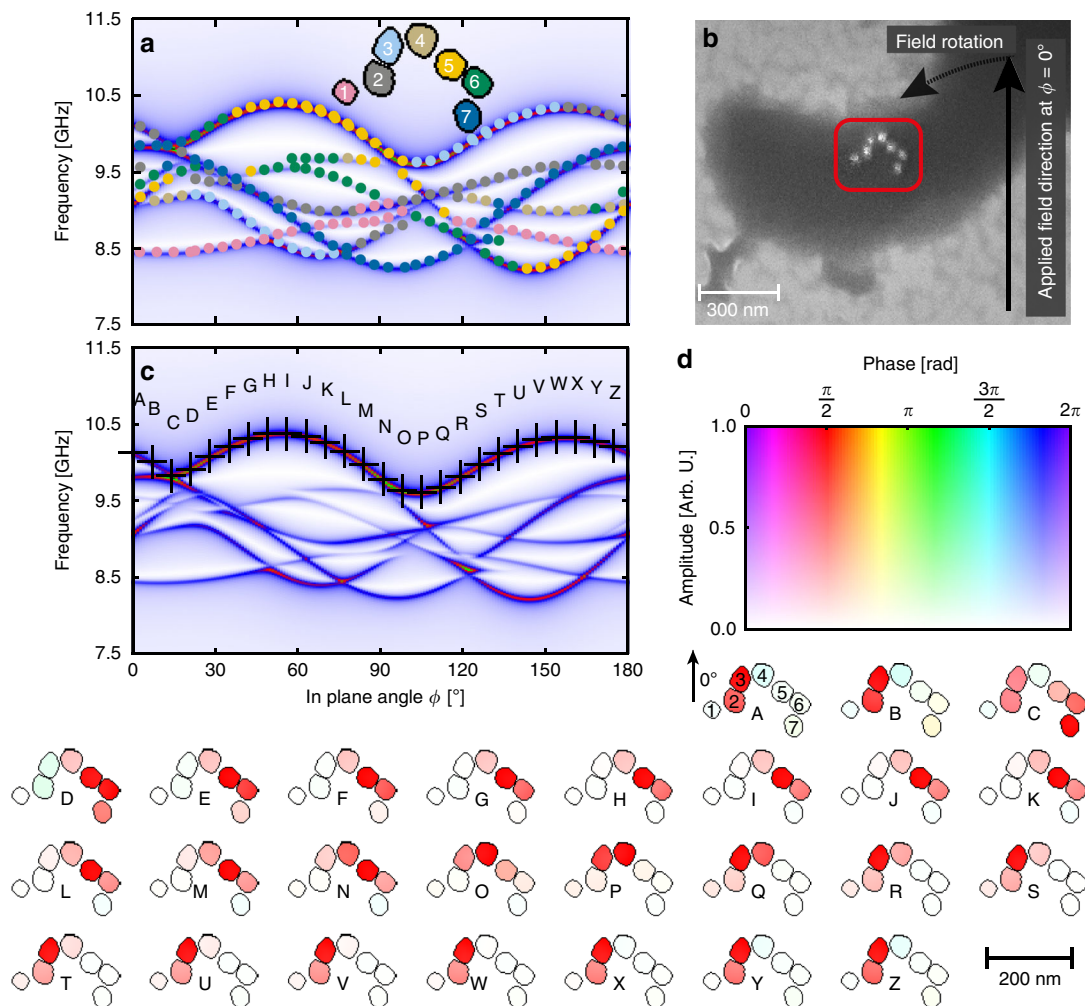 a
11.5
10.5
9.5
8.5
7.5
Frequency [GHz]
1
2
3
4
5
6
7
b
Field rotation
Applied field direction at ϕ = 0°
300 nm
c
11.5
10.5
9.5
8.5
7.5
Frequency [GHz]
A B C D E F G H I J K L M N O P Q R S T U V W X Y Z
0 30 60 90 120 150 180
In plane angle ϕ [°]
d
Phase [rad]
0 π/2 π 3π/2 2π
1.0
0.5
0.0
Amplitude [Arb. U.]
0°
1 2 3 4 5 6 7
A B C
D E F G H I J K
L M N O P Q R S
T U V W X Y Z
200 nm